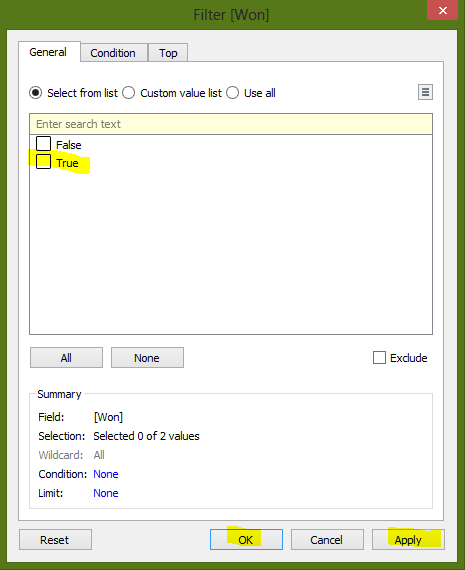 Filter [Won]
General Condition Top
Select from list Custom value list Use all
Enter search text
False
True
All None Exclude
Summary
Field: [Won]
Selection: Selected 0 of 2 values
Wildcard: All
Condition: None
Limit: None
Reset OK Cancel Apply